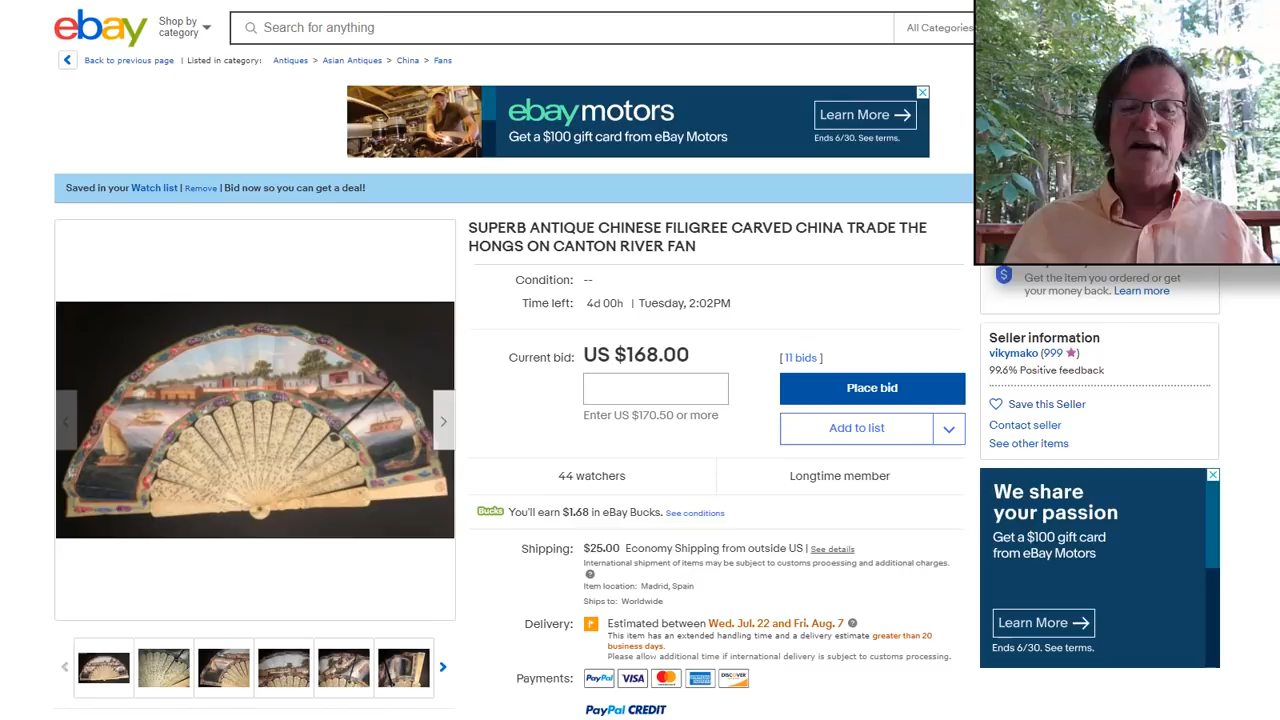 ebay
Shop by
category
Search for anything
All Categories
Back to previous page | Listed in category: Antiques > Asian Antiques > China > Fans
ebay motors
Get a $100 gift card from eBay Motors
Learn More →
Ends 6/30. See terms.
Saved in your Watch list | Remove | Bid now so you can get a deal!
SUPERB ANTIQUE CHINESE FILIGREE CARVED CHINA TRADE THE
HONGS ON CANTON RIVER FAN
Condition: --
Time left: 4d 00h | Tuesday, 2:02PM
Current bid: US $168.00 [ 11 bids ]
Place bid
Enter US $170.50 or more
Add to list
44 watchers
Longtime member
Bucks You'll earn $1.68 in eBay Bucks. See conditions
Shipping: $25.00 Economy Shipping from outside US | See details
International shipment of items may be subject to customs processing and additional charges.
Item location: Madrid, Spain
Ships to: Worldwide
Delivery: Estimated between Wed. Jul. 22 and Fri. Aug. 7
This item has an extended handling time and a delivery estimate greater than 20
business days.
Please allow additional time if international delivery is subject to customs processing.
Payments: PayPal VISA MasterCard AMERICAN EXPRESS DISCOVER
PayPal CREDIT
Get the item you ordered or get
your money back. Learn more
Seller information
vikymako (999 ★)
99.6% Positive feedback
Save this Seller
Contact seller
See other items
We share
your passion
Get a $100 gift card
from eBay Motors
Learn More →
Ends 6/30. See terms.